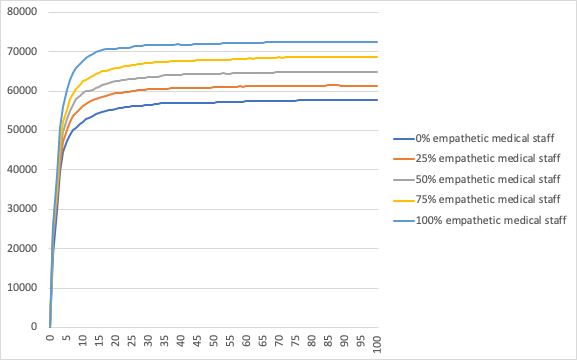 80000
70000
60000
50000
40000
30000
20000
10000
0
0 5 10 15 20 25 30 35 40 45 50 55 60 65 70 75 80 85 90 95 100
0% empathetic medical staff
25% empathetic medical staff
50% empathetic medical staff
75% empathetic medical staff
100% empathetic medical staff